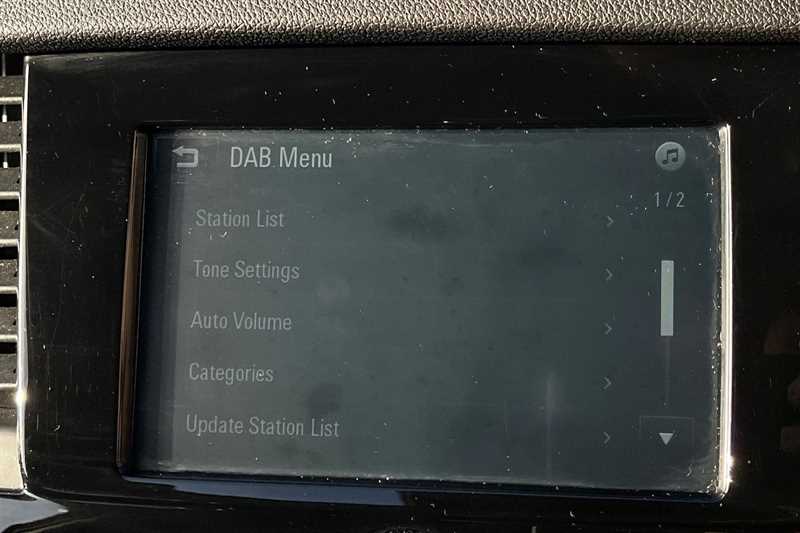 DAB Menu
1/2
Station List
Tone Settings
Auto Volume
Categories
Update Station List